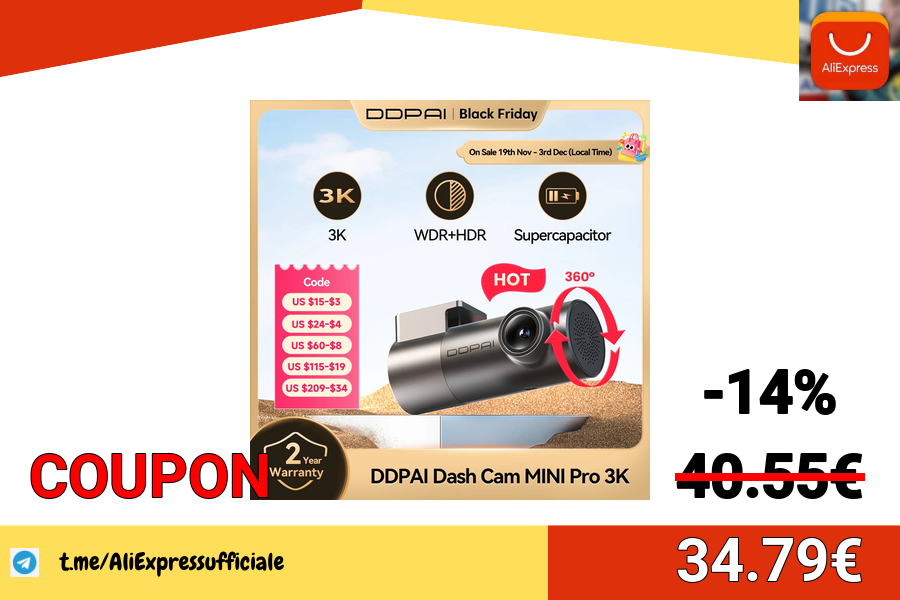 AliExpress
DDPAI | Black Friday
On Sale 19th Nov - 3rd Dec (Local Time)
3K
3K
WDR+HDR
Supercapacitor
Code
US $15-$3
US $24-$4
US $60-$8
US $115-$19
US $209-$34
HOT
360°
DDPAI
-14%
2 Year
Warranty
DDPAI Dash Cam MINI Pro 3K
COUPON
40.55€
t.me/AliExpressufficiale
34.79€